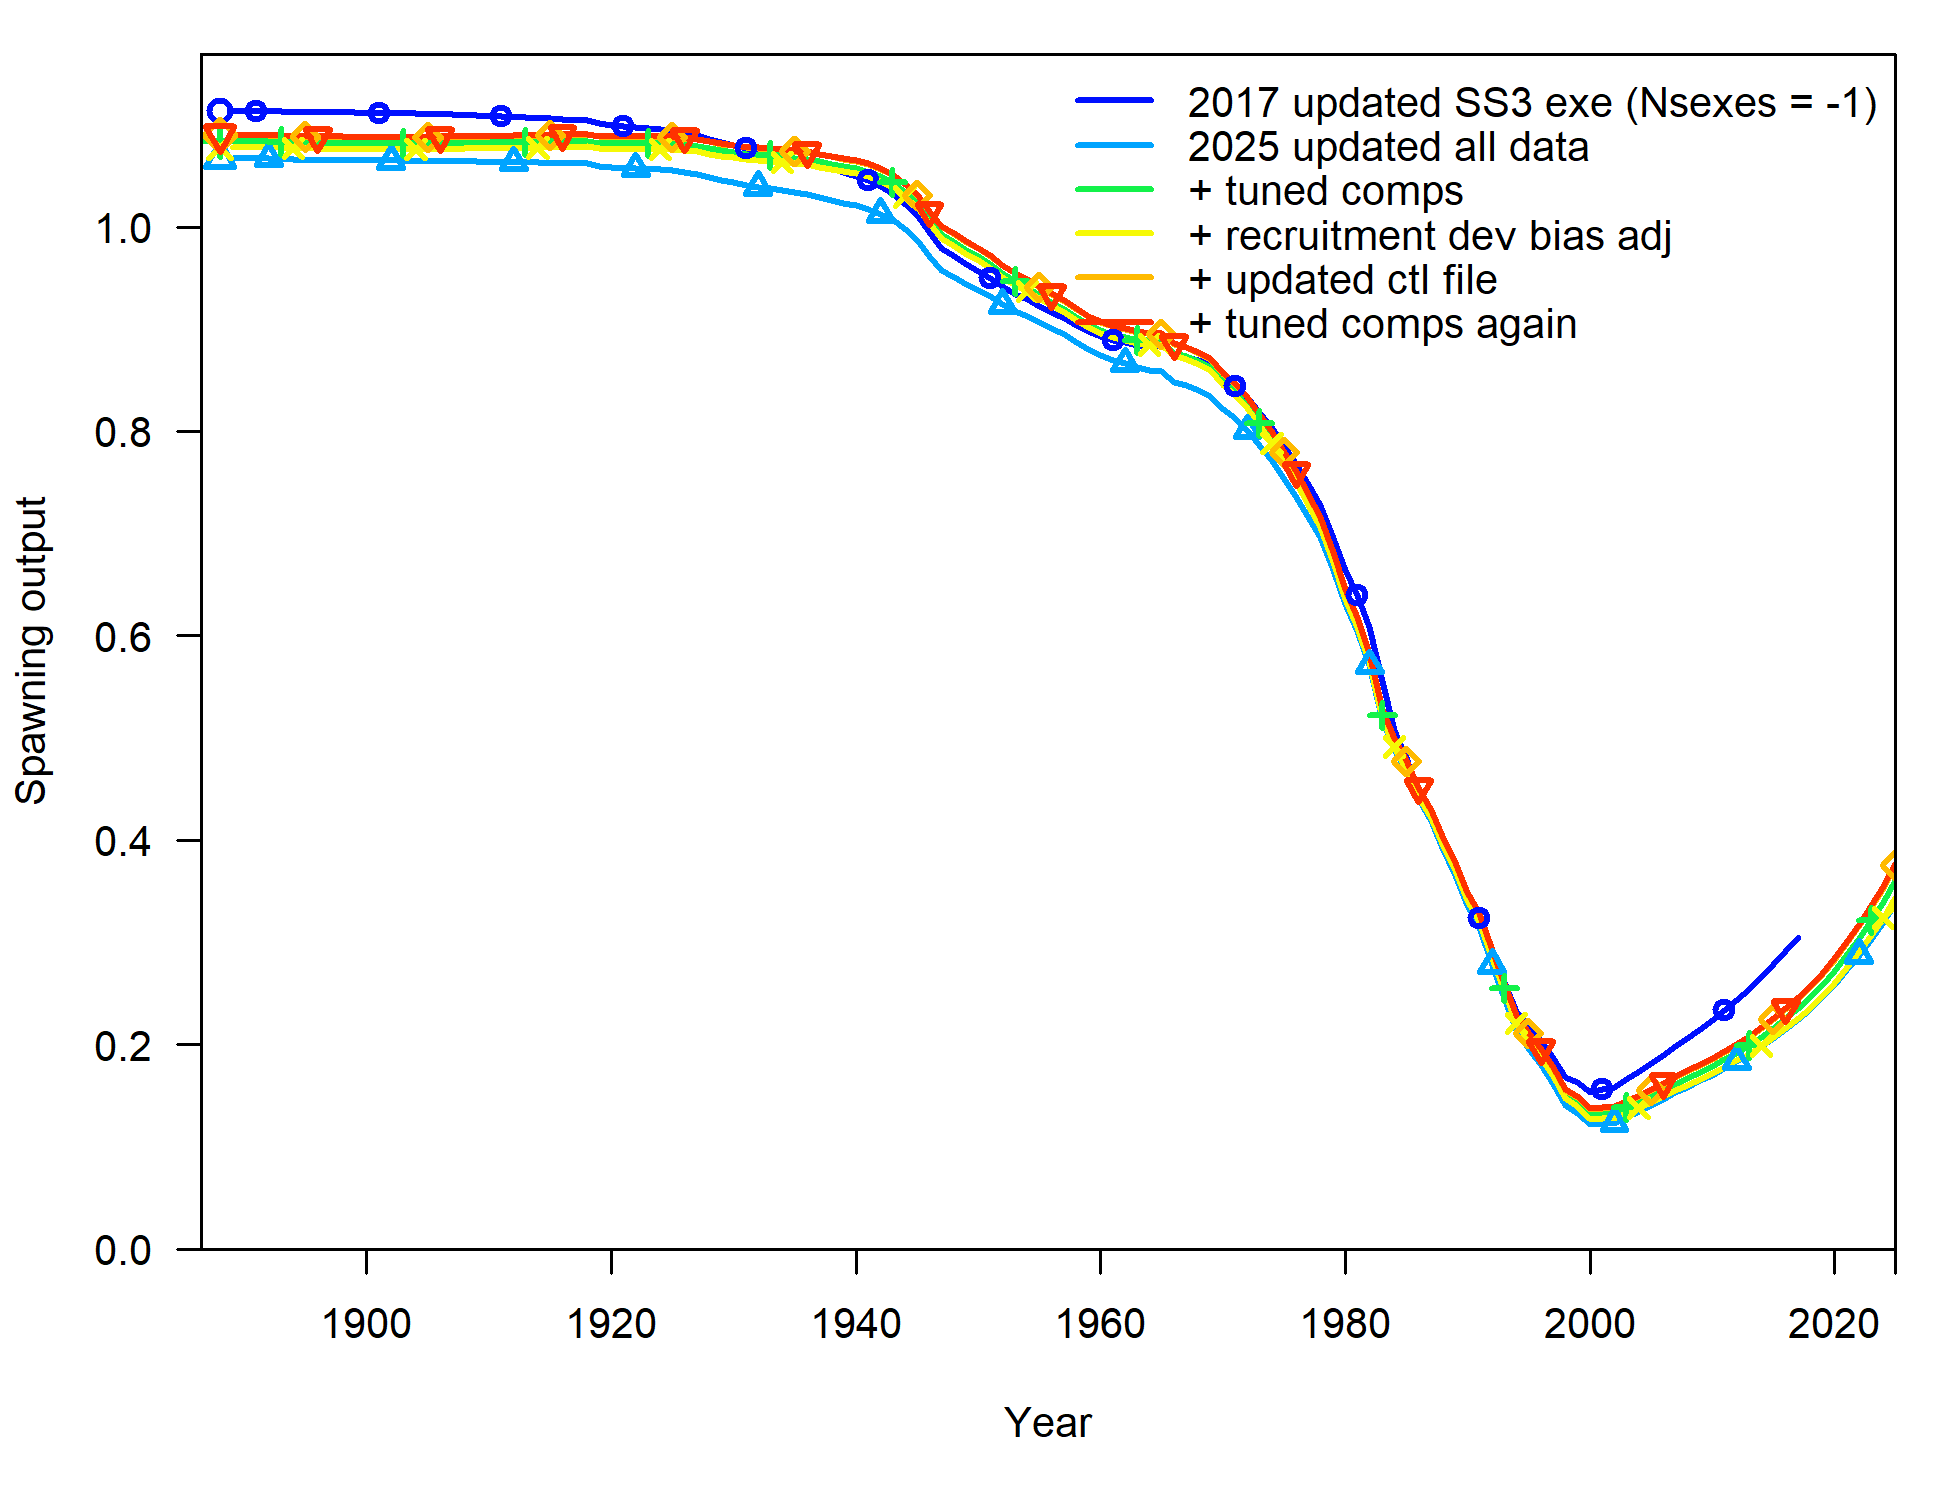 2017 updated SS3 exe (Nsexes = -1)
2025 updated all data
+ tuned comps
+ recruitment dev bias adj
+ updated ctl file
+ tuned comps again
Spawning output
1.0
0.8
0.6
0.4
0.2
0.0
1900 1920 1940 1960 1980 2000 2020
Year